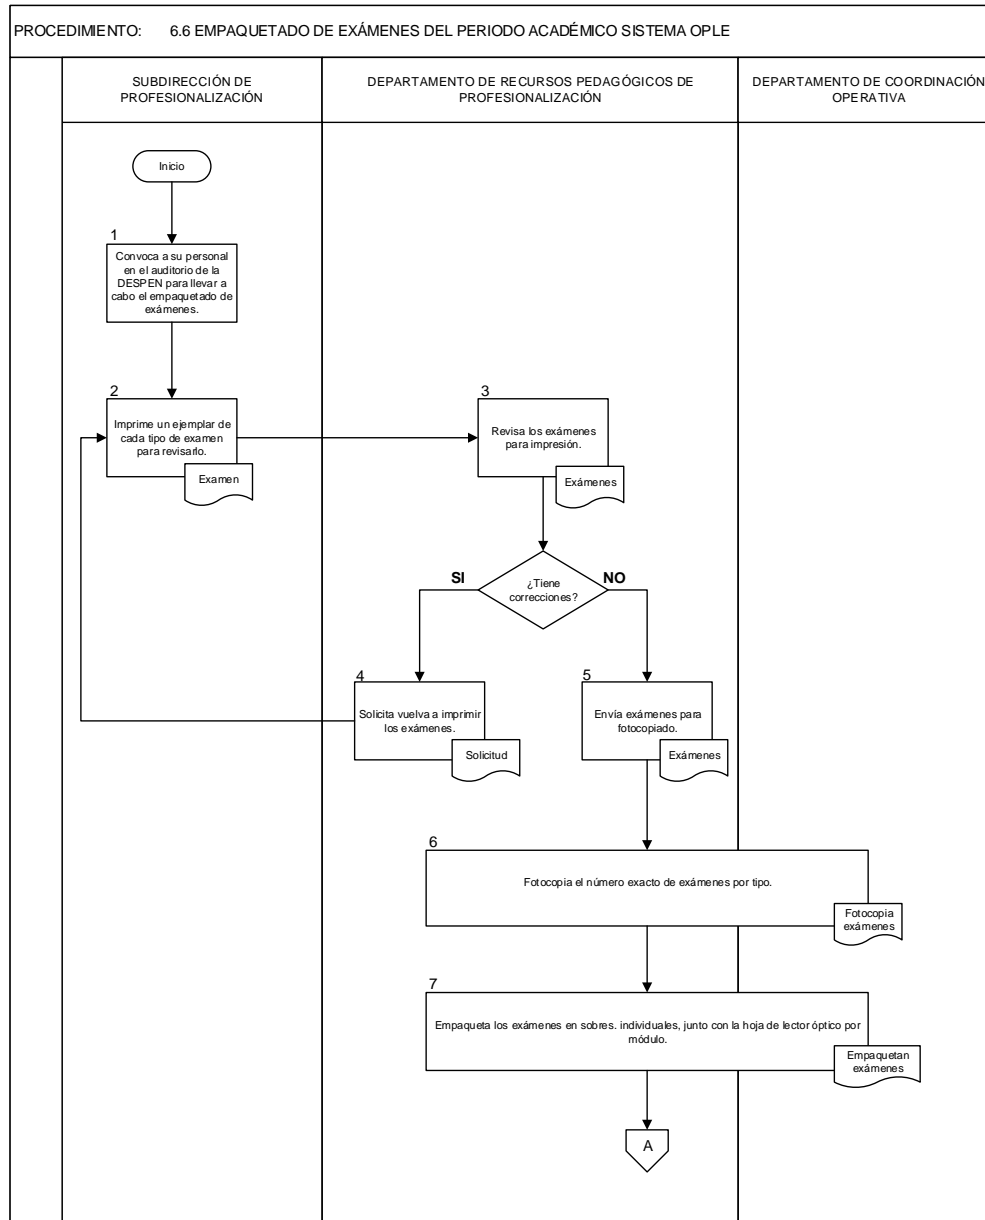 PROCEDIMIENTO: 6.6 EMPAQUETADO DE EXÁMENES DEL PERIODO ACADÉMICO SISTEMA OPLE
SUBDIRECCIÓN DE
PROFESIONALIZACIÓN
DEPARTAMENTO DE RECURSOS PEDAGÓGICOS DE
PROFESIONALIZACIÓN
DEPARTAMENTO DE COORDINACIÓN
OPERATIVA
Inicio
1
Convoca a su personal
en el auditorio de la
DESPEN para llevar a
cabo el empaquetado de
exámenes.
2
Imprime un ejemplar de
cada tipo de examen
para revisarlo.
Examen
3
Revisa los exámenes
para impresión.
Exámenes
¿Tiene
correcciones?
SI
NO
4
Solicita vuelva a imprimir
los exámenes.
Solicitud
5
Envía exámenes para
fotocopiado.
Exámenes
6
Fotocopia el número exacto de exámenes por tipo.
Fotocopia
exámenes
7
Empaqueta los exámenes en sobres. individuales, junto con la hoja de lector óptico por
módulo.
Empaquetan
exámenes
A